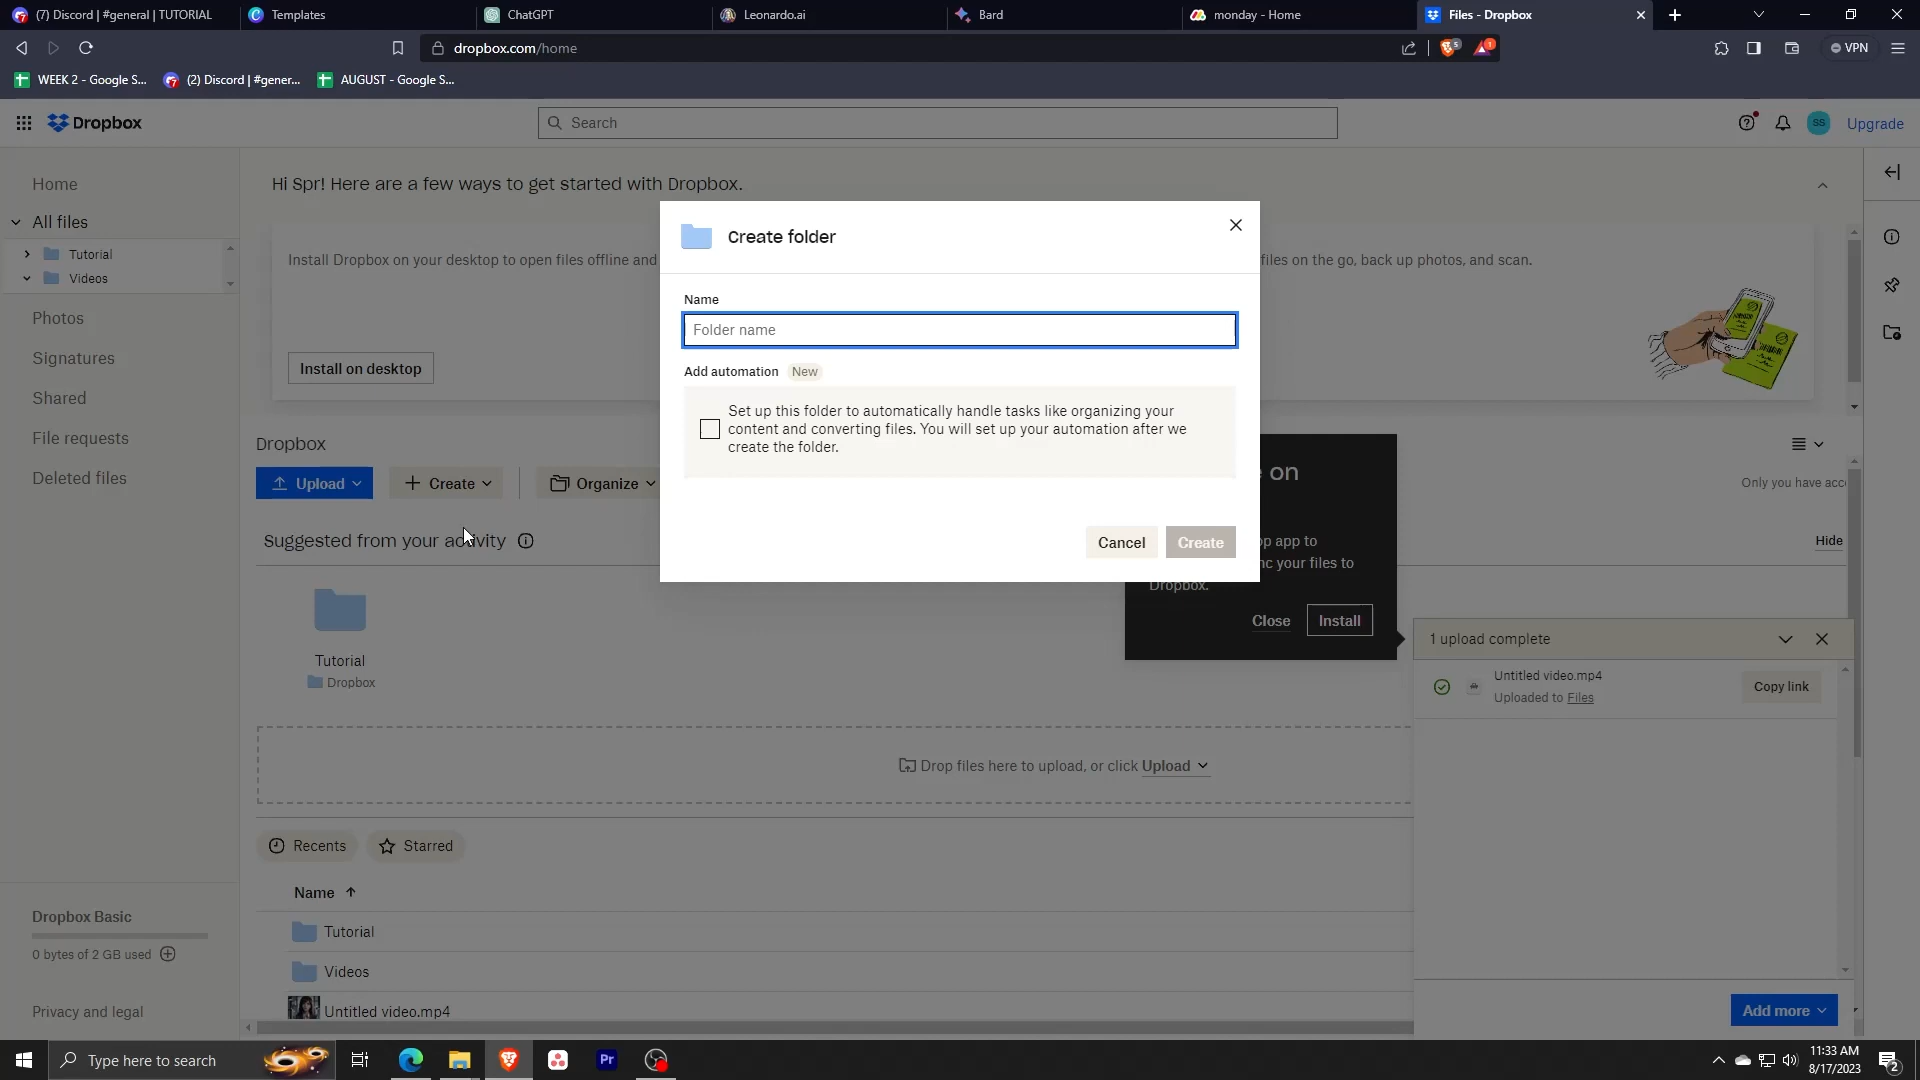 (7) Discord | #general | TUTORIAL
Templates
ChatGPT
Leonardo.ai
Bard
monday - Home
Files - Dropbox
dropbox.com/home
5
1
VPN
WEEK 2 - Google S...
(2) Discord | #gener...
AUGUST - Google S...
Dropbox
Search
SS
Upgrade
Home
All files
Tutorial
Videos
Photos
Signatures
Shared
File requests
Deleted files
Hi Spr! Here are a few ways to get started with Dropbox.
Install Dropbox on your desktop to open files offline and
files on the go, back up photos, and scan.
Install on desktop
Create folder
Name
Folder name
Add automation New
Set up this folder to automatically handle tasks like organizing your
content and converting files. You will set up your automation after we
create the folder.
Cancel
Create
Dropbox
Upload
Create
Organize
Only you have acce
Suggested from your activity
Hide
Tutorial
Dropbox
on
op app to
nc your files to
Dropbox.
Close
Install
1 upload complete
Untitled video.mp4
Uploaded to Files
Copy link
Drop files here to upload, or click Upload
Recents
Starred
Name
Tutorial
Videos
Untitled video.mp4
Dropbox Basic
0 bytes of 2 GB used
Privacy and legal
Add more
Type here to search
Pr
11:33 AM
8/17/2023
2